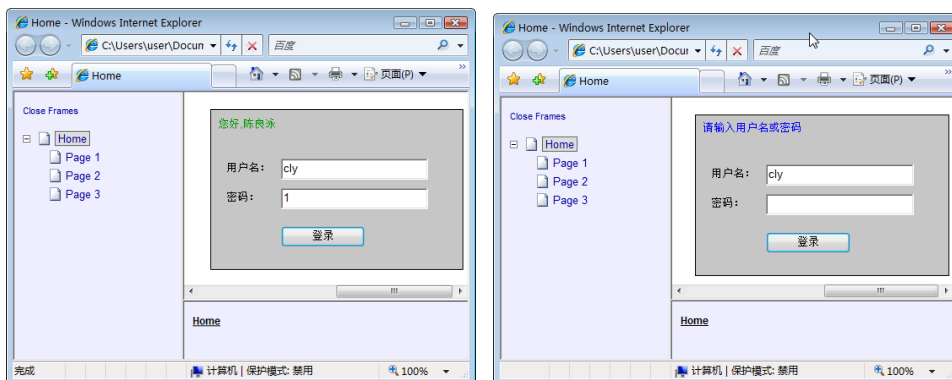 Home - Windows Internet Explorer
C:\Users\user\Docun
百度
Home
页面(P)
Close Frames
Home
Page 1
Page 2
Page 3
您好,陈良泳
用户名:
cly
密码:
1
登录
Home
完成
计算机 | 保护模式: 禁用
100%
Home - Windows Internet Explorer
C:\Users\user\Docur
百度
Home
页面(P)
Close Frames
Home
Page 1
Page 2
Page 3
请输入用户名或密码
用户名:
cly
密码:
登录
Home
计算机 | 保护模式: 禁用
100%